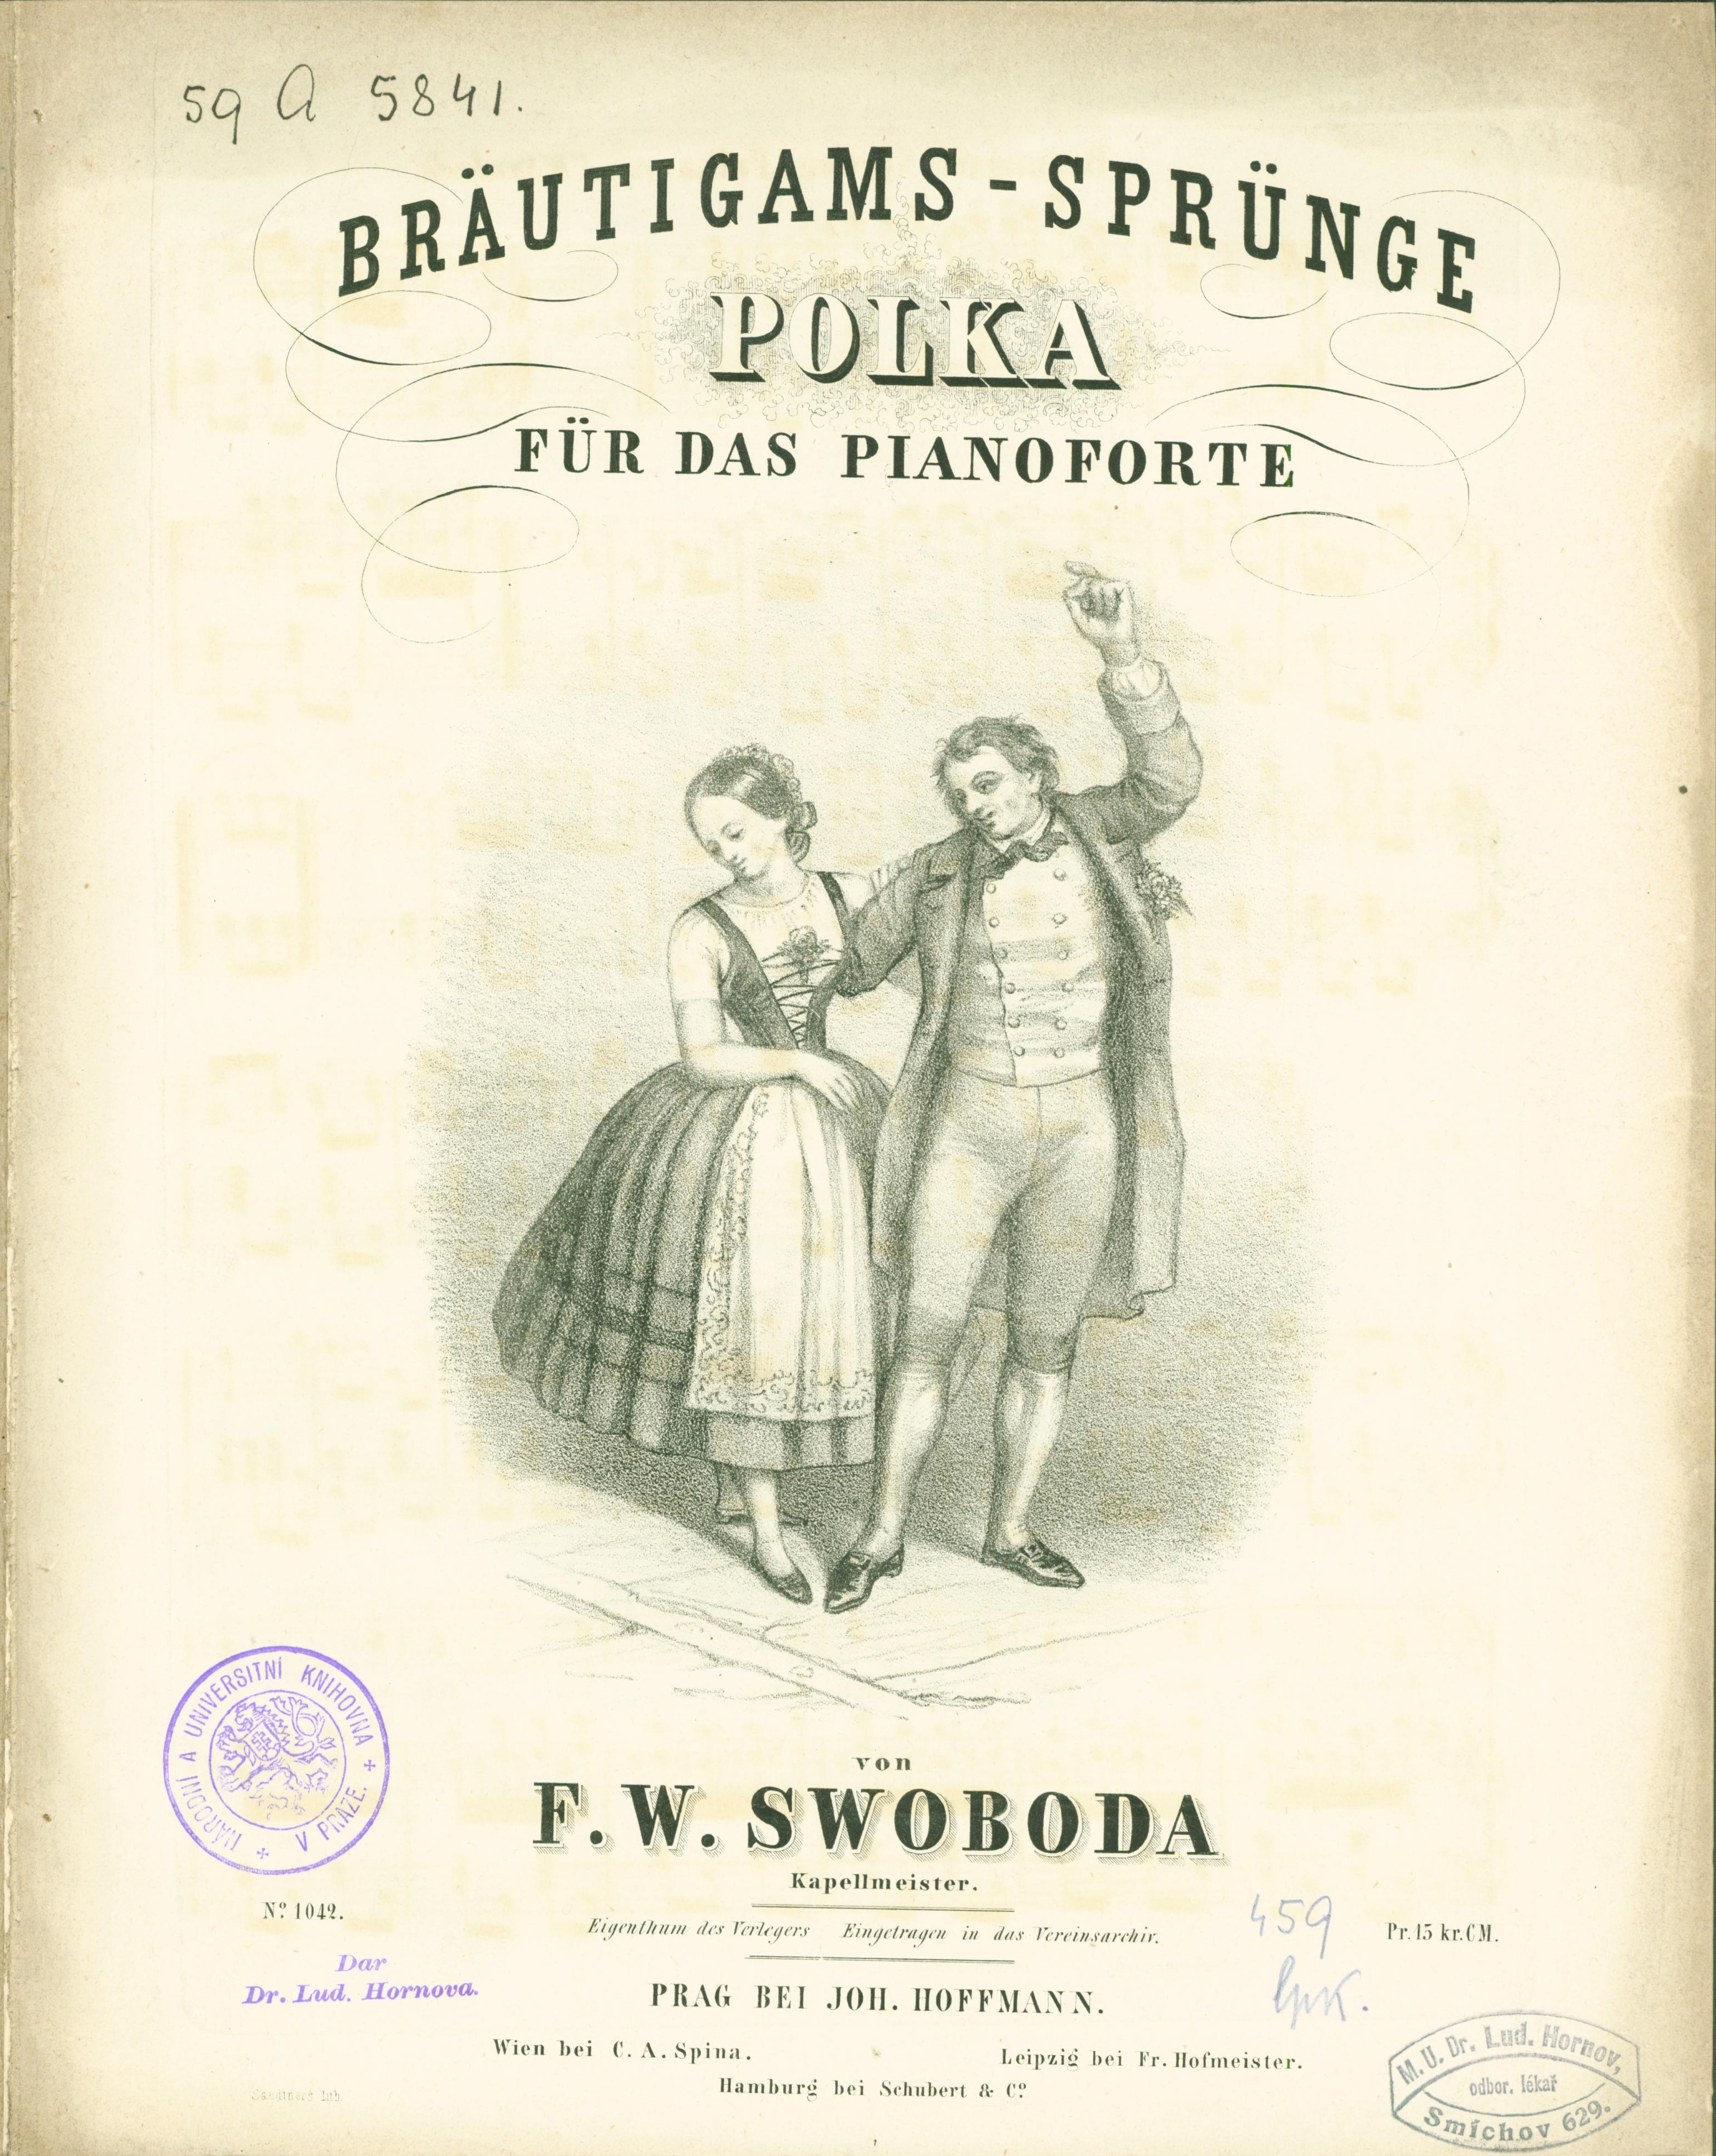 59 A 5841.
BRÄUTIGAMS-SPRÜNGE
POLKA
FÜR DAS PIANOFORTE
NÁRODNÍ A UNIVERSITNÍ KNIHOVNA V PRAZE.
von
F. W. SWOBODA
Kapellmeister.
Nº 1042.
Eigenthum des Verlegers Eingetragen in das Vereinsarchiv.
459
Pr. 15 kr. C M.
Dar
Dr. Lud. Hornova.
PRAG BEI JOH. HOFFMANN.
Wien bei C. A. Spina.
Leipzig bei Fr. Hofmeister.
Hamburg bei Schubert & Cº
M. U. Dr. Lud. Hornov,
odbor. lékař
Smíchov 629.